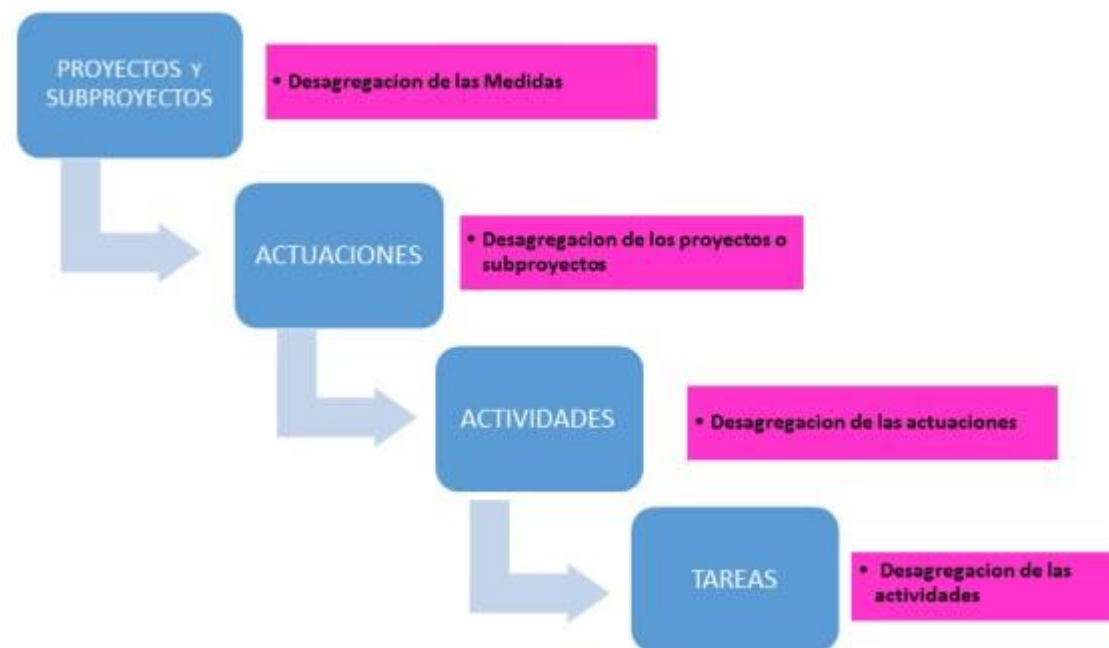 PROYECTOS Y
SUBPROYECTOS
• Desagregacion de las Medidas
ACTUACIONES
• Desagregacion de los proyectos o
subproyectos
ACTIVIDADES
• Desagregacion de las actuaciones
TAREAS
• Desagregacion de las
actividades